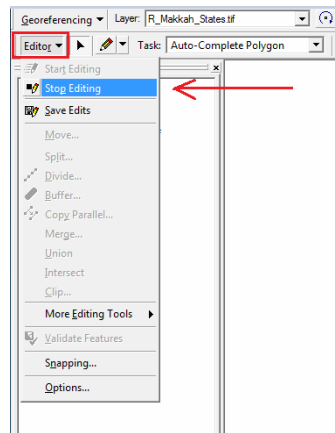 Georeferencing Layer: R_Makkah_States.tif
Editor Task: Auto-Complete Polygon
Start Editing
Stop Editing
Save Edits
Move...
Split...
Divide...
Buffer...
Copy Parallel...
Merge...
Union
Intersect
Clip...
More Editing Tools
Validate Features
Snapping...
Options...